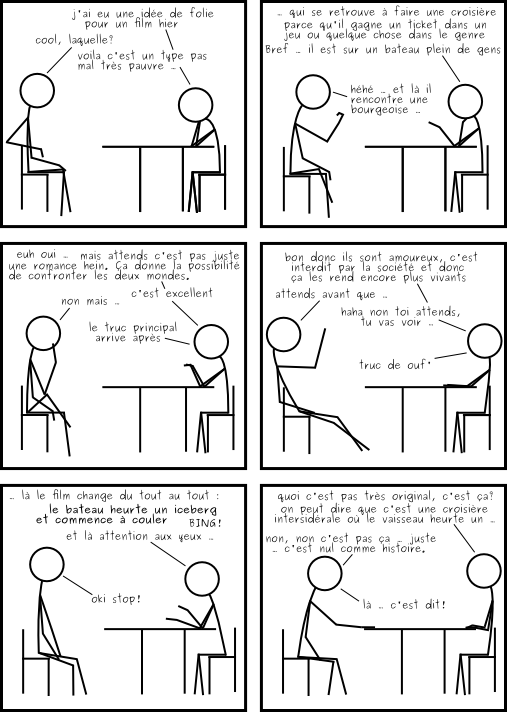 j'ai eu une idée de folie
pour un film hier
cool, laquelle?
voila c'est un type pas
mal très pauvre ...
... qui se retrouve à faire une croisière
parce qu'il gagne un ticket dans un
jeu ou quelque chose dans le genre
Bref ... il est sur un bateau plein de gens
héhé ... et là il
rencontre une
bourgeoise ...
euh oui ... mais attends c'est pas juste
une romance hein. Ça donne la possibilité
de confronter les deux mondes.
c'est excellent
non mais ...
le truc principal
arrive après
bon donc ils sont amoureux, c'est
interdit par la société et donc
ça les rend encore plus vivants
attends avant que ...
haha non toi attends,
tu vas voir ...
truc de ouf'
... là le film change du tout au tout :
le bateau heurte un iceberg
et commence à couler
BING!
et là attention aux yeux ...
oki stop!
quoi c'est pas très original, c'est ça?
on peut dire que c'est une croisière
intersidérale où le vaisseau heurte un ...
non, non c'est pas ça ... juste
... c'est nul comme histoire.
là ... c'est dit!